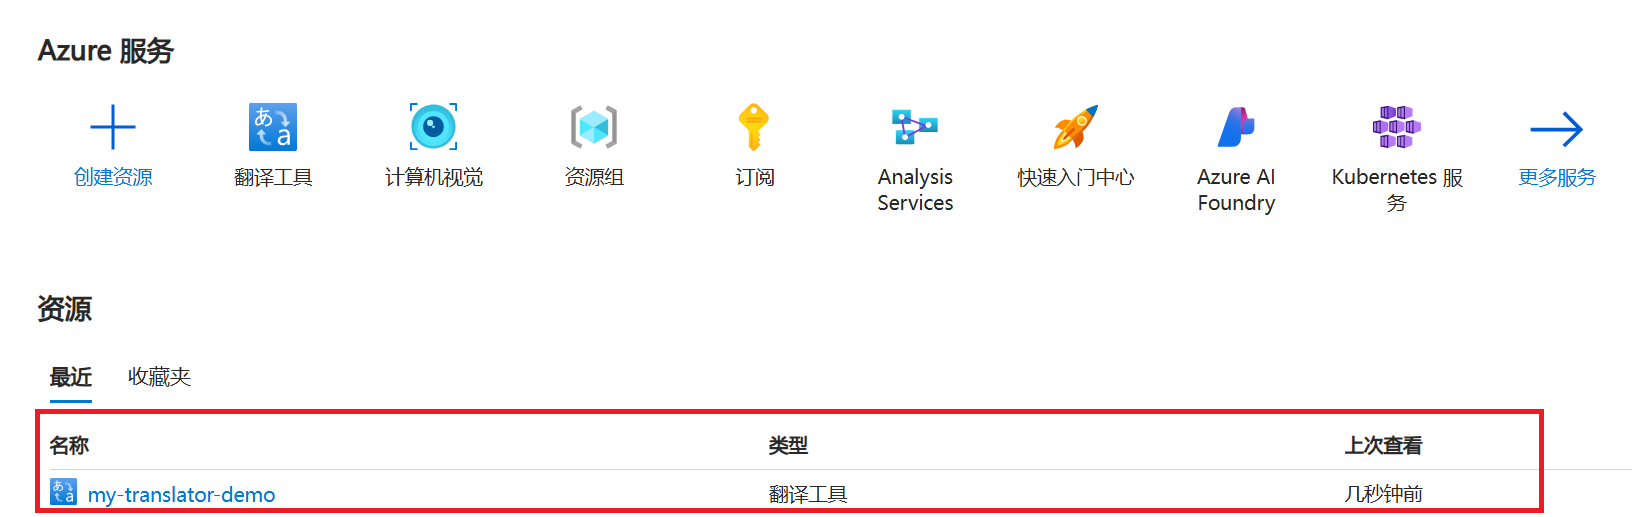 Azure 服务
创建资源
翻译工具
计算机视觉
资源组
订阅
Analysis
Services
快速入门中心
Azure AI
Foundry
Kubernetes 服
务
更多服务
资源
最近 收藏夹
名称 类型 上次查看
my-translator-demo 翻译工具 几秒钟前